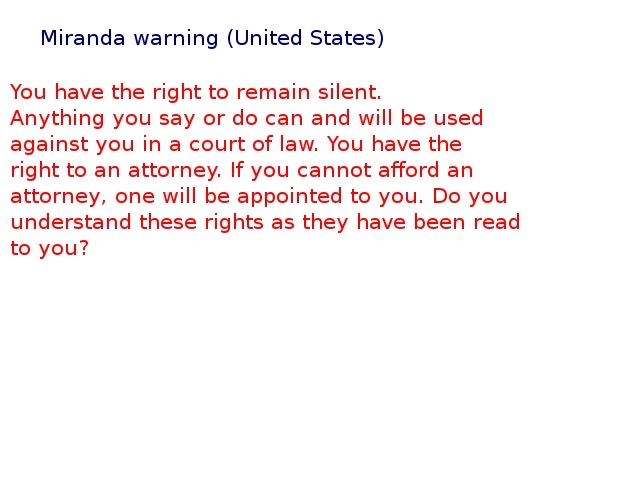 Miranda warning (United States)
You have the right to remain silent.
Anything you say or do can and will be used
against you in a court of law. You have the
right to an attorney. If you cannot afford an
attorney, one will be appointed to you. Do you
understand these rights as they have been read
to you?